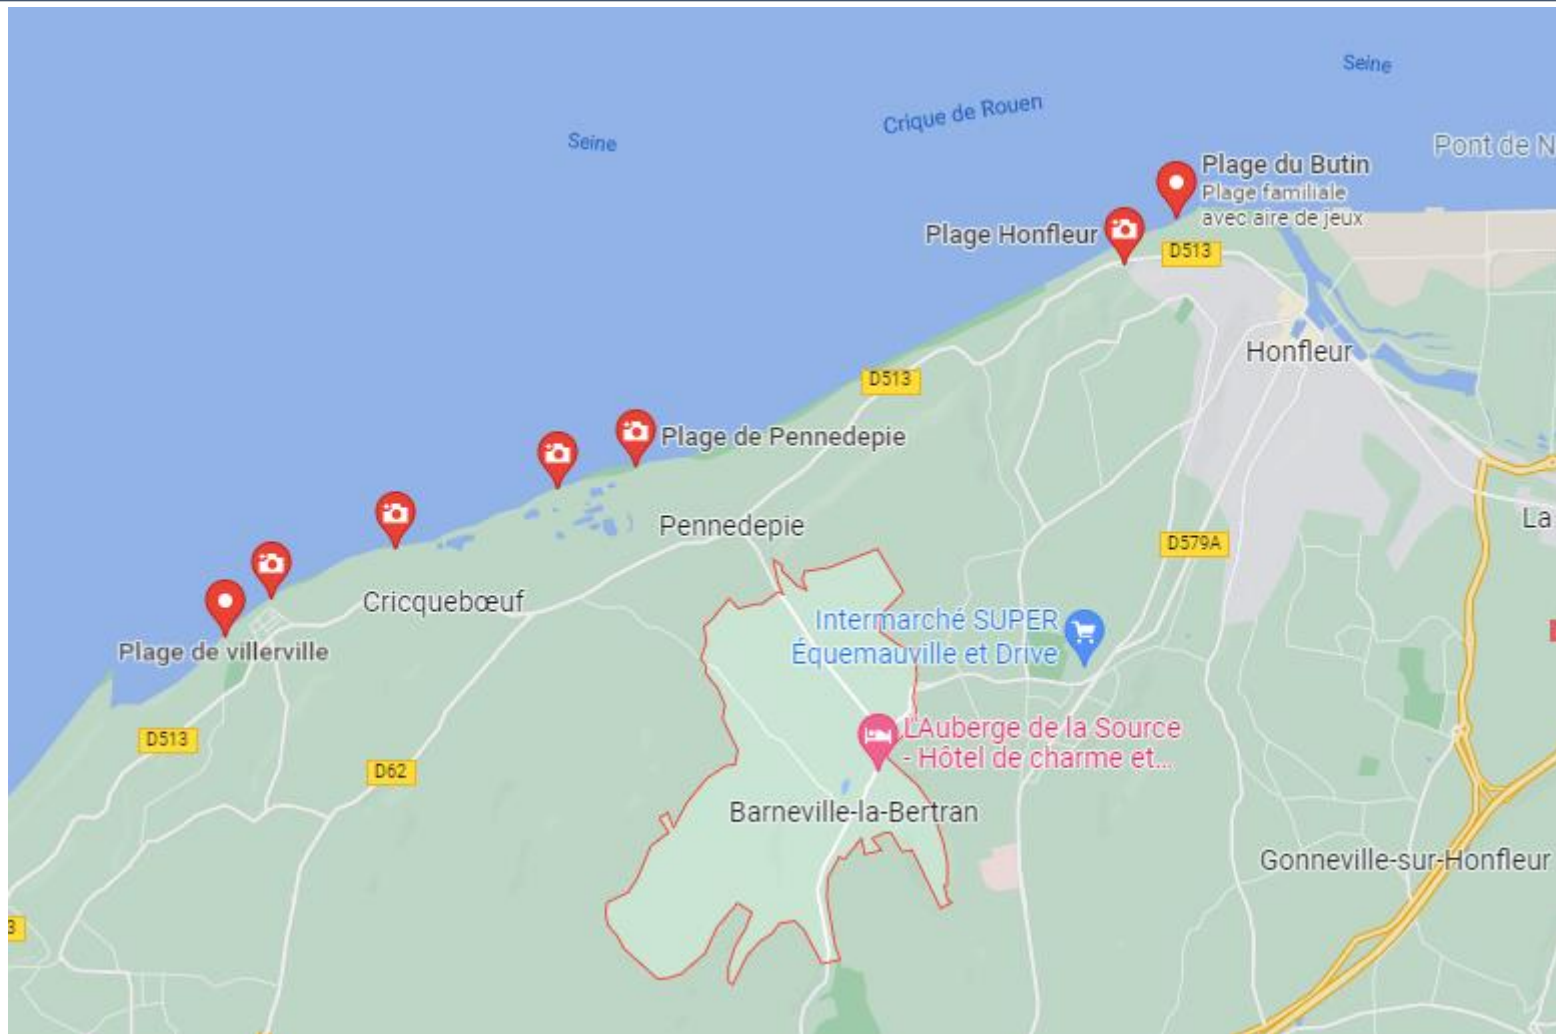 Seine
Crique de Rouen
Seine
Pont de N
Plage du Butin
Plage familiale
avec aire de jeux
Plage Honfleur
D513
Honfleur
D513
Plage de Pennedepie
Pennedepie
La
D579A
Cricquebœuf
Intermarché SUPER
Équemauville et Drive
Plage de villerville
L'Auberge de la Source
- Hôtel de charme et...
D513
D62
Barneville-la-Bertran
Gonneville-sur-Honfleur
3